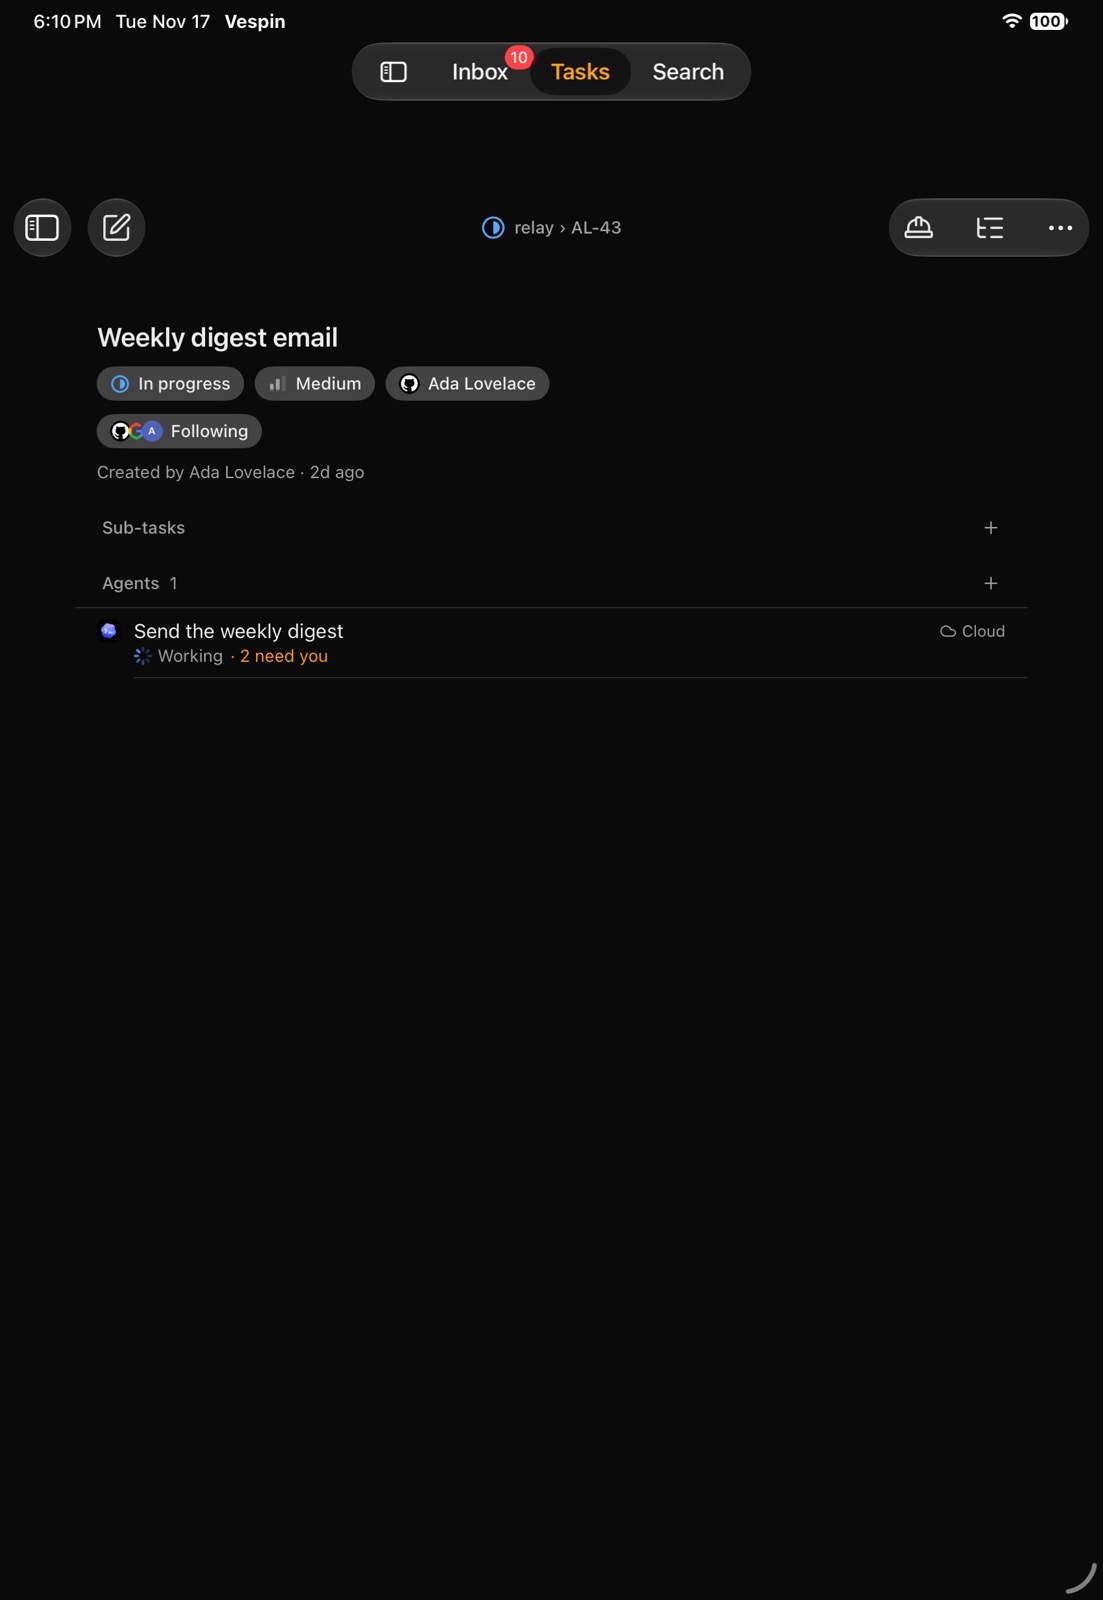 6:10 PM Tue Nov 17 Vespin
100
Inbox 10 Tasks Search
relay › AL-43
Weekly digest email
In progress Medium Ada Lovelace
A Following
Created by Ada Lovelace · 2d ago
Sub-tasks
Agents 1
Send the weekly digest Cloud
Working · 2 need you